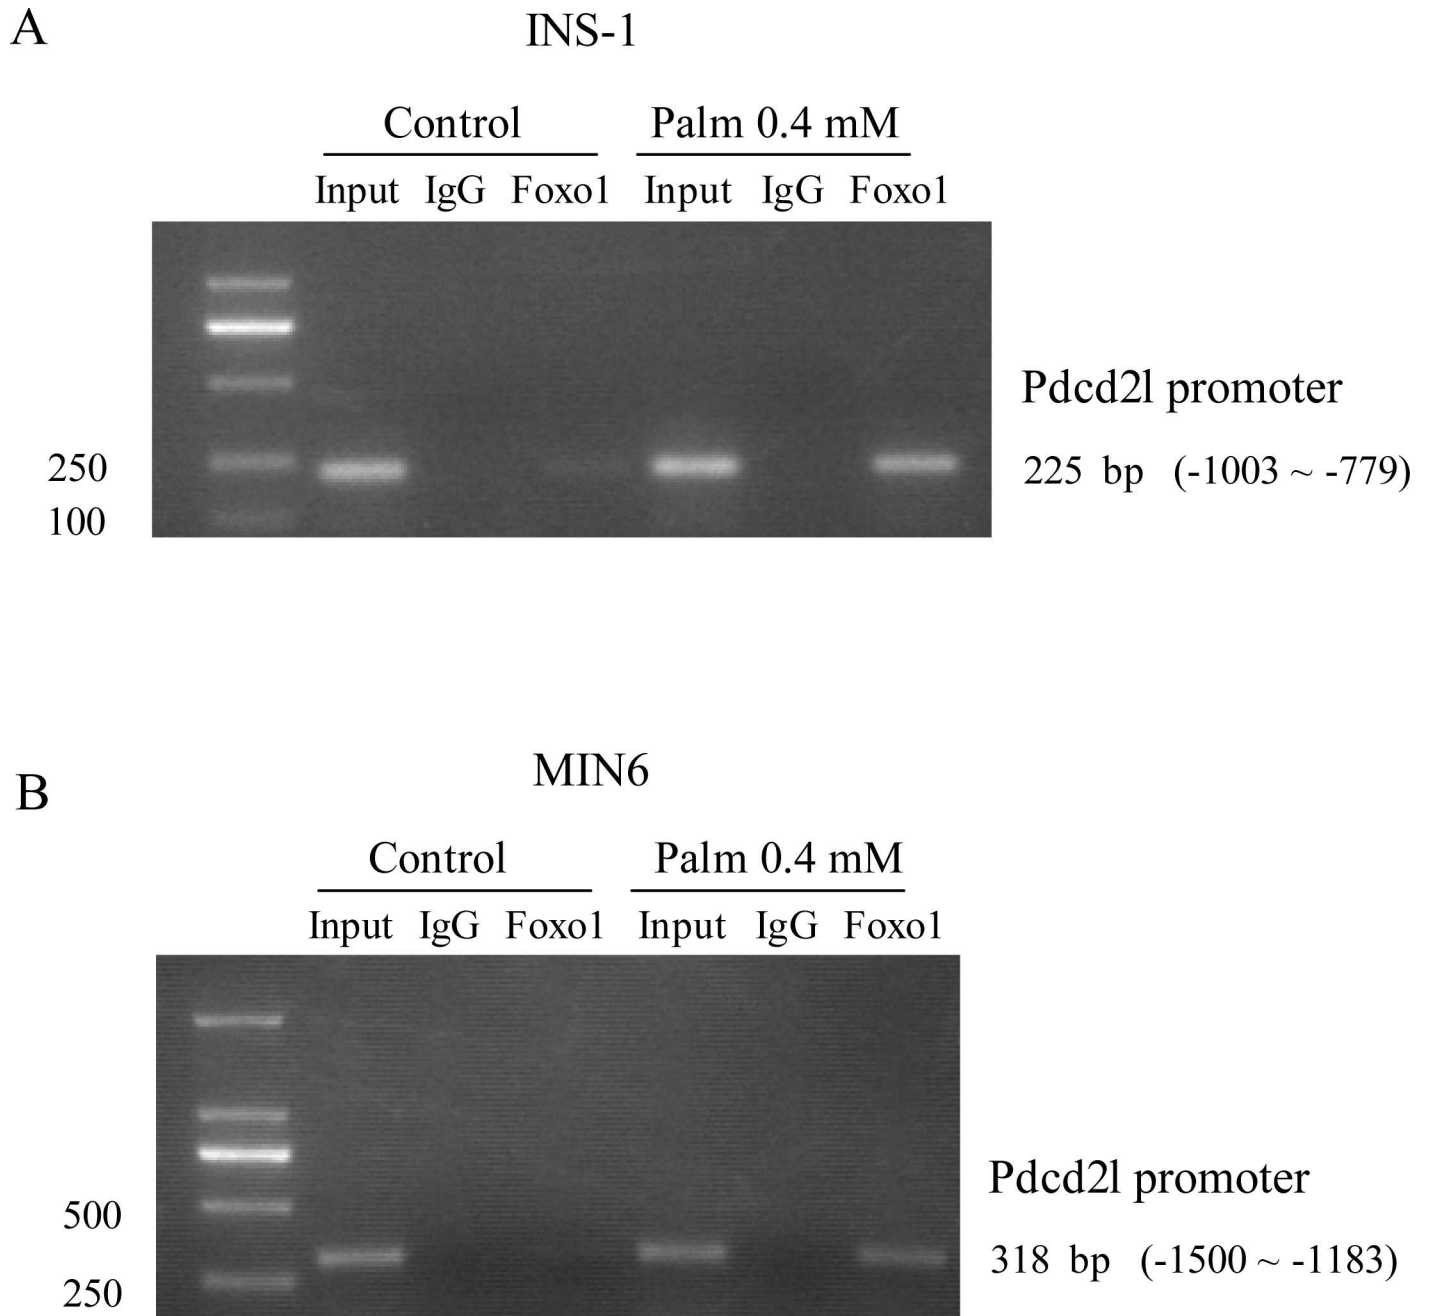 A
INS-1
Control Palm 0.4 mM
Input IgG Foxo1 Input IgG Foxo1
Pdcd2l promoter
250
225 bp (-1003 ~ -779)
100
MIN6
B
Control Palm 0.4 mM
Input IgG Foxo1 Input IgG Foxo1
Pdcd2l promoter
500
318 bp (-1500 ~ -1183)
250